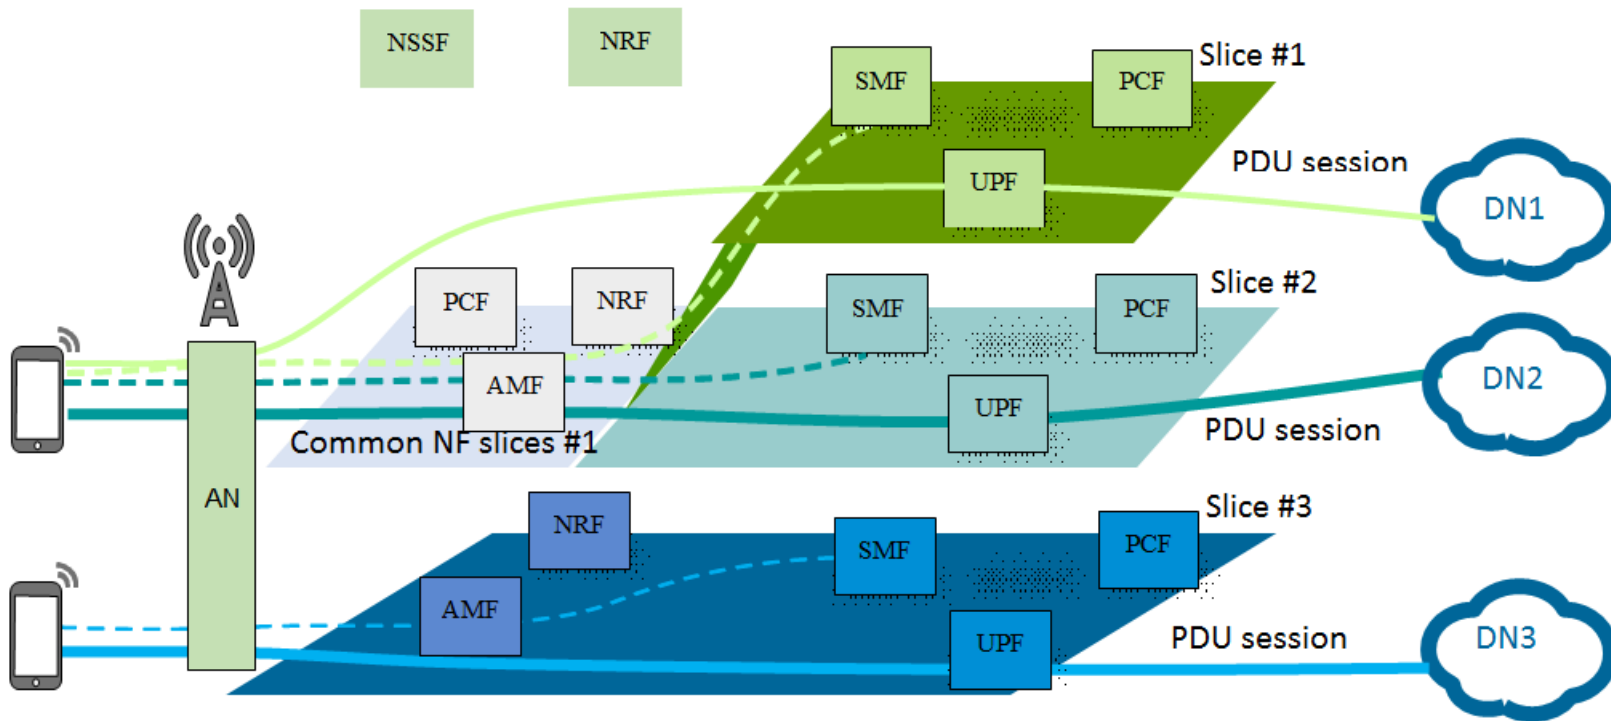 NSSF
NRF
SMF
PCF
Slice #1
UPF
PDU session
DN1
PCF
NRF
SMF
PCF
Slice #2
AMF
UPF
DN2
Common NF slices #1
PDU session
AN
NRF
SMF
PCF
Slice #3
AMF
UPF
PDU session
DN3